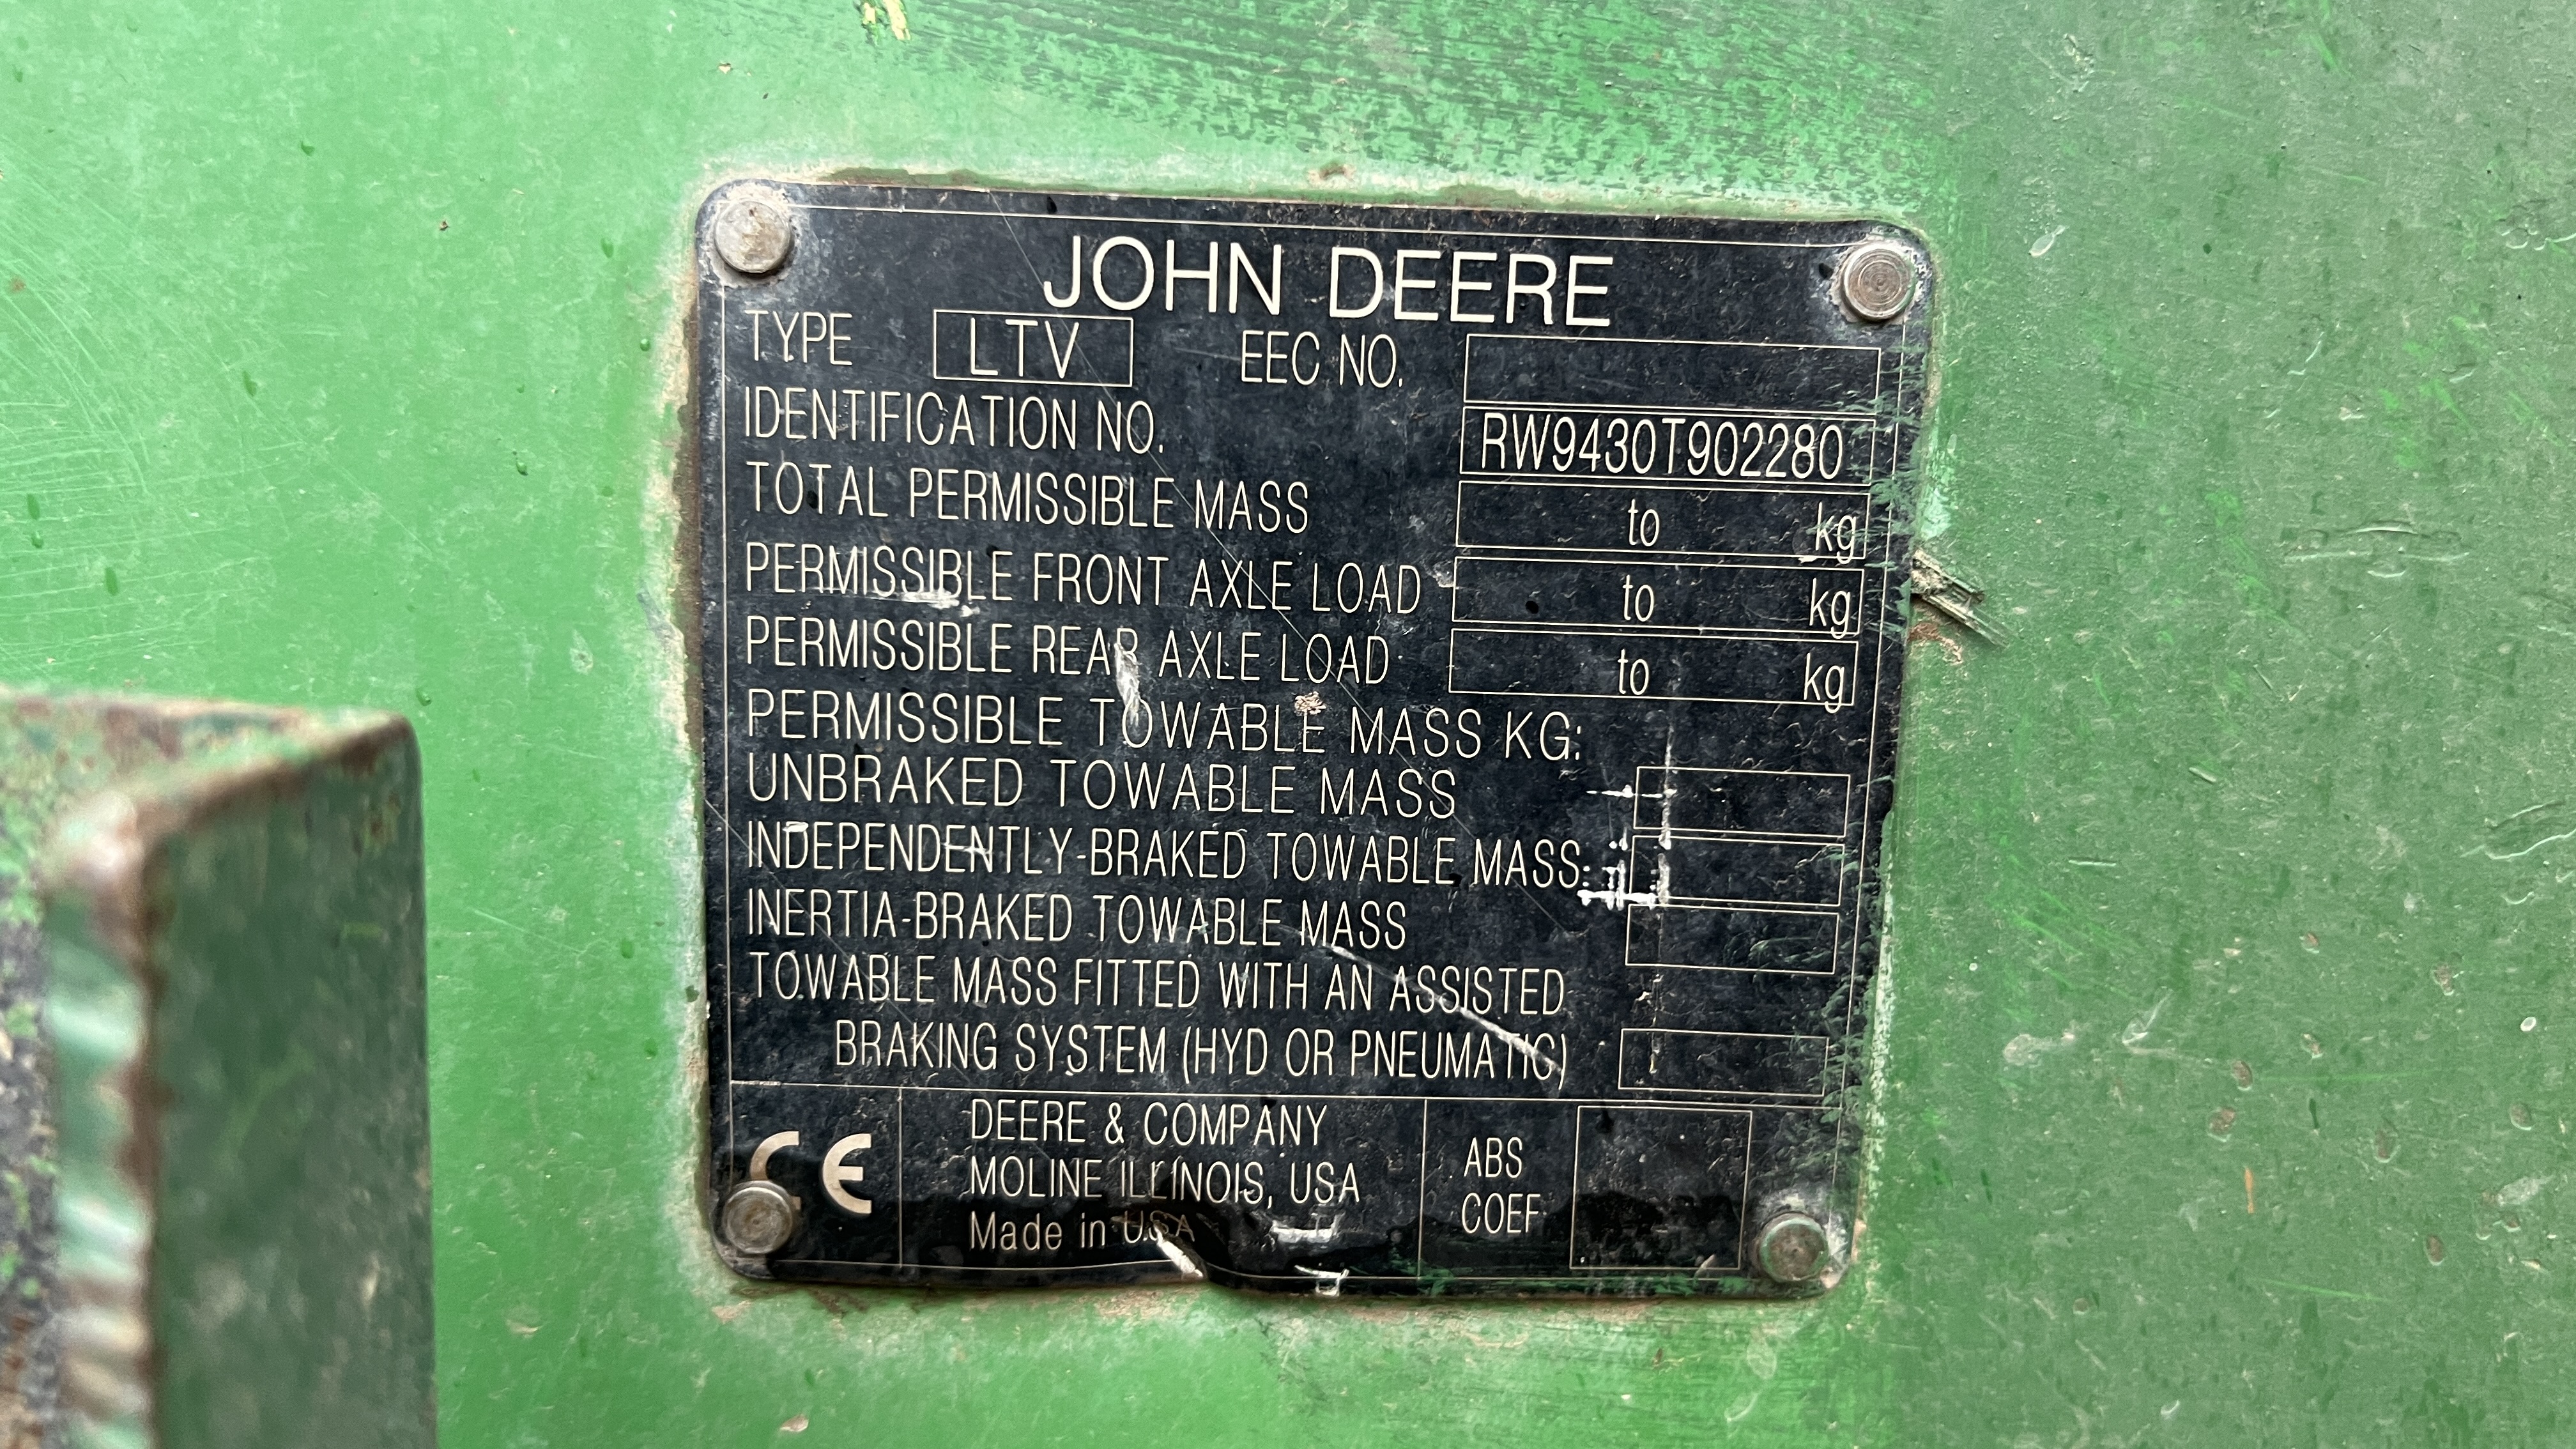 JOHN DEERE
TYPE LTV EEC NO.
IDENTIFICATION NO. RW9430T902280
TOTAL PERMISSIBLE MASS to kg
PERMISSIBLE FRONT AXLE LOAD to kg
PERMISSIBLE REAR AXLE LOAD to kg
PERMISSIBLE TOWABLE MASS KG:
UNBRAKED TOWABLE MASS
INDEPENDENTLY-BRAKED TOWABLE MASS
INERTIA-BRAKED TOWABLE MASS
TOWABLE MASS FITTED WITH AN ASSISTED
BRAKING SYSTEM (HYD OR PNEUMATIC)
CE
DEERE & COMPANY
MOLINE ILLINOIS, USA
Made in USA
ABS
COEF